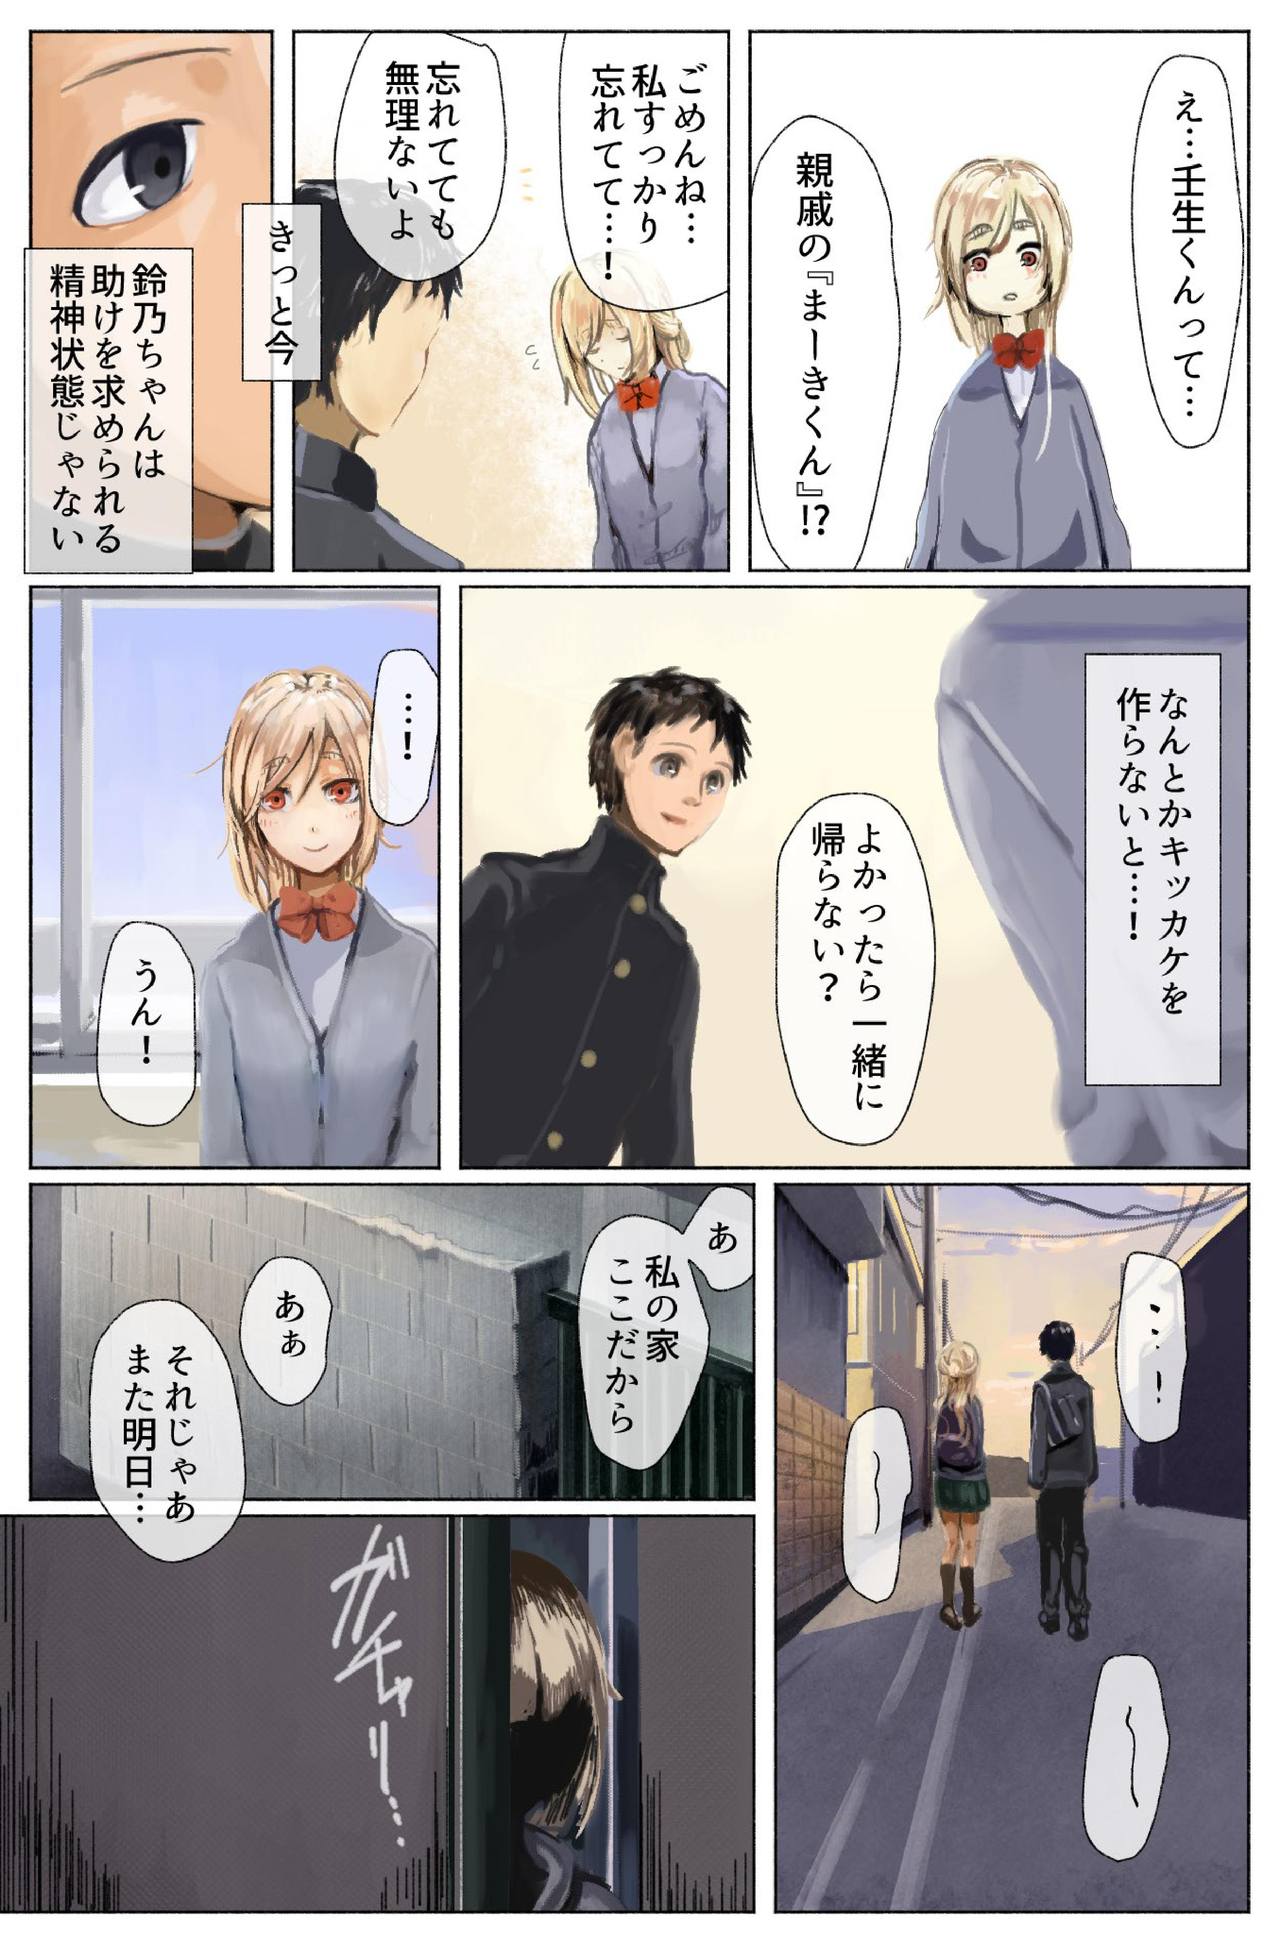 え…壬生くんって…
親戚の『まーきくん』!?
ごめんね…
私すっかり
忘れてて…！
忘れてても
無理ないよ
きっと今
鈴乃ちゃんは
助けを求められる
精神状態じゃない
なんとかキッカケを
作らないと…！
よかったら一緒に
帰らない？
…！
うん！
…！
〜
〜
あ
私の家
ここだから
あぁ
それじゃあ
また明日…
ガチャリ…